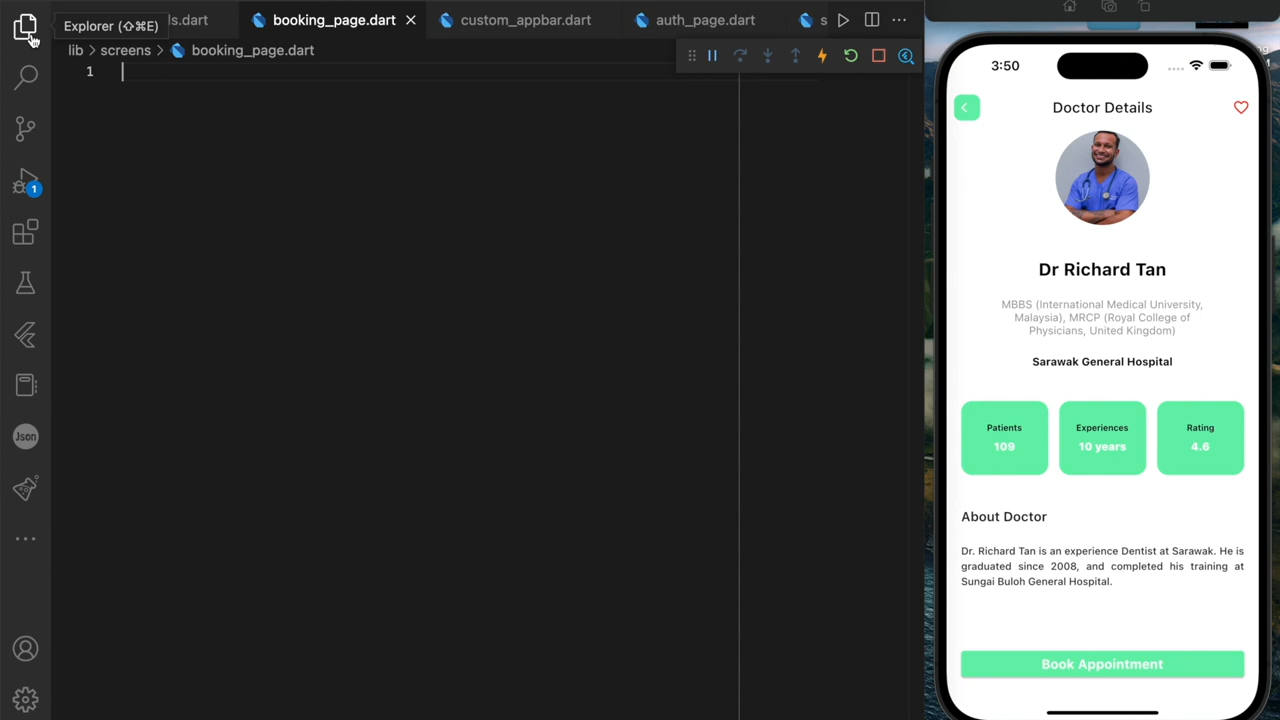 Explorer (⇧⌘E)
ls.dart
booking_page.dart
custom_appbar.dart
auth_page.dart
s
lib > screens > booking_page.dart
1
1
Json
3:50
Doctor Details
Dr Richard Tan
MBBS (International Medical University,
Malaysia), MRCP (Royal College of
Physicians, United Kingdom)
Sarawak General Hospital
Patients
109
Experiences
10 years
Rating
4.6
About Doctor
Dr. Richard Tan is an experience Dentist at Sarawak. He is
graduated since 2008, and completed his training at
Sungai Buloh General Hospital.
Book Appointment